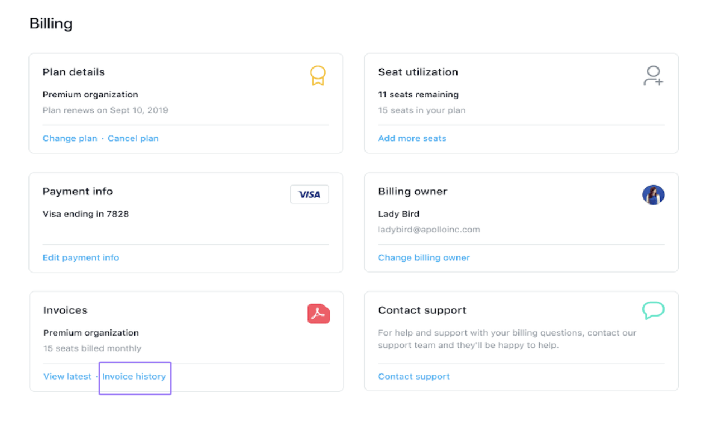 Billing
Plan details
Premium organization
Plan renews on Sept 10, 2019
Change plan · Cancel plan
Seat utilization
11 seats remaining
15 seats in your plan
Add more seats
Payment info
VISA
Visa ending in 7828
Edit payment info
Billing owner
Lady Bird
ladybird@apolloinc.com
Change billing owner
Invoices
Premium organization
15 seats billed monthly
View latest · Invoice history
Contact support
For help and support with your billing questions, contact our
support team and they'll be happy to help.
Contact support